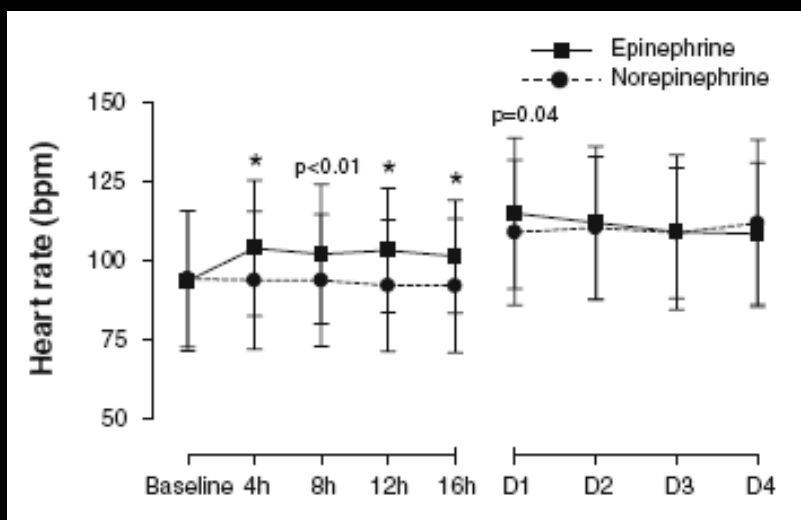 Epinephrine
Norepinephrine
Heart rate (bpm)
150
125
100
75
50
*
p<0.01
*
*
p=0.04
Baseline 4h 8h 12h 16h D1 D2 D3 D4